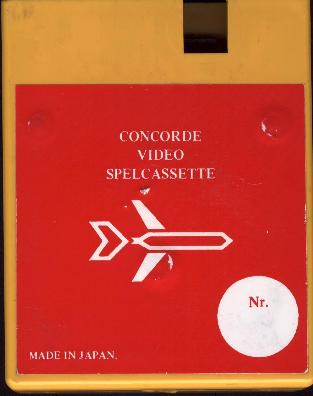 CONCORDE
VIDEO
SPELCASSETTE
Nr.
MADE IN JAPAN.